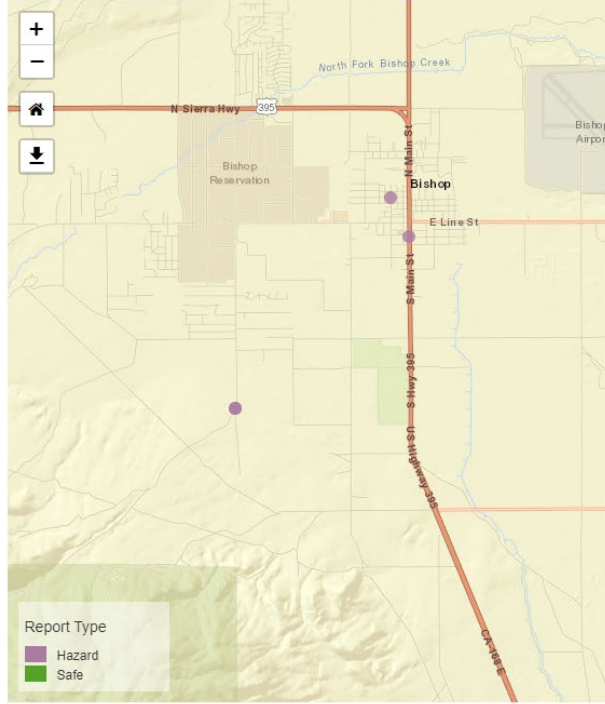 +
−
North Fork Bishop Creek
N Sierra Hwy
395
Bishop
Airport
Bishop
Reservation
N Main St
Bishop
E Line St
S Main St
S Hwy 395
US Highway 395
CA-168 E
Report Type
Hazard
Safe